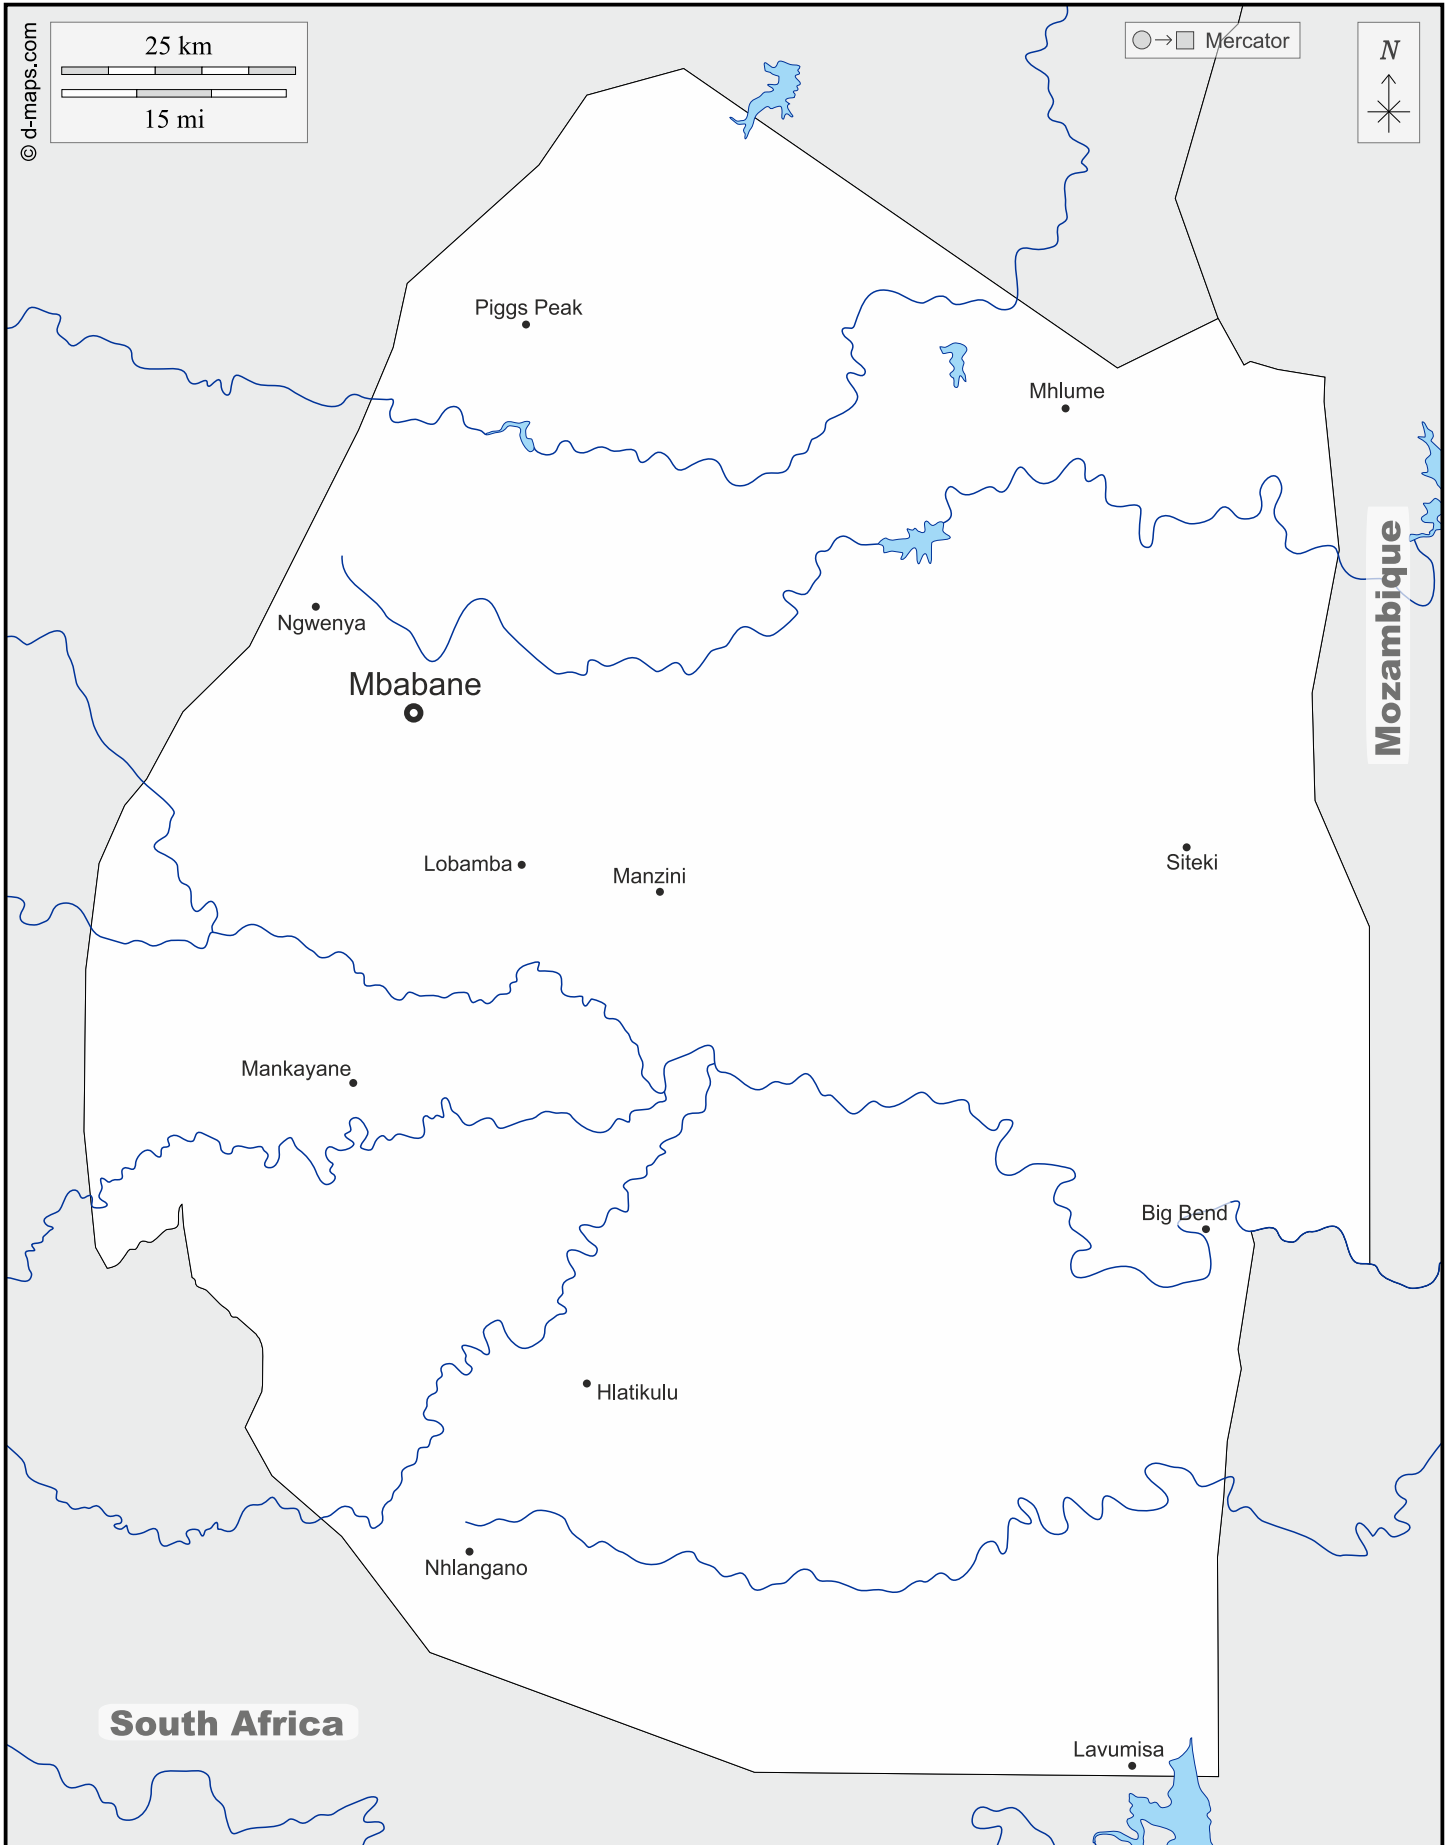 © d-maps.com
25 km
15 mi
Mercator
N
Piggs Peak
Mhlume
Mozambique
Ngwenya
Mbabane
Lobamba
Manzini
Siteki
Mankayane
Big Bend
Hlatikulu
Nhlangano
South Africa
Lavumisa